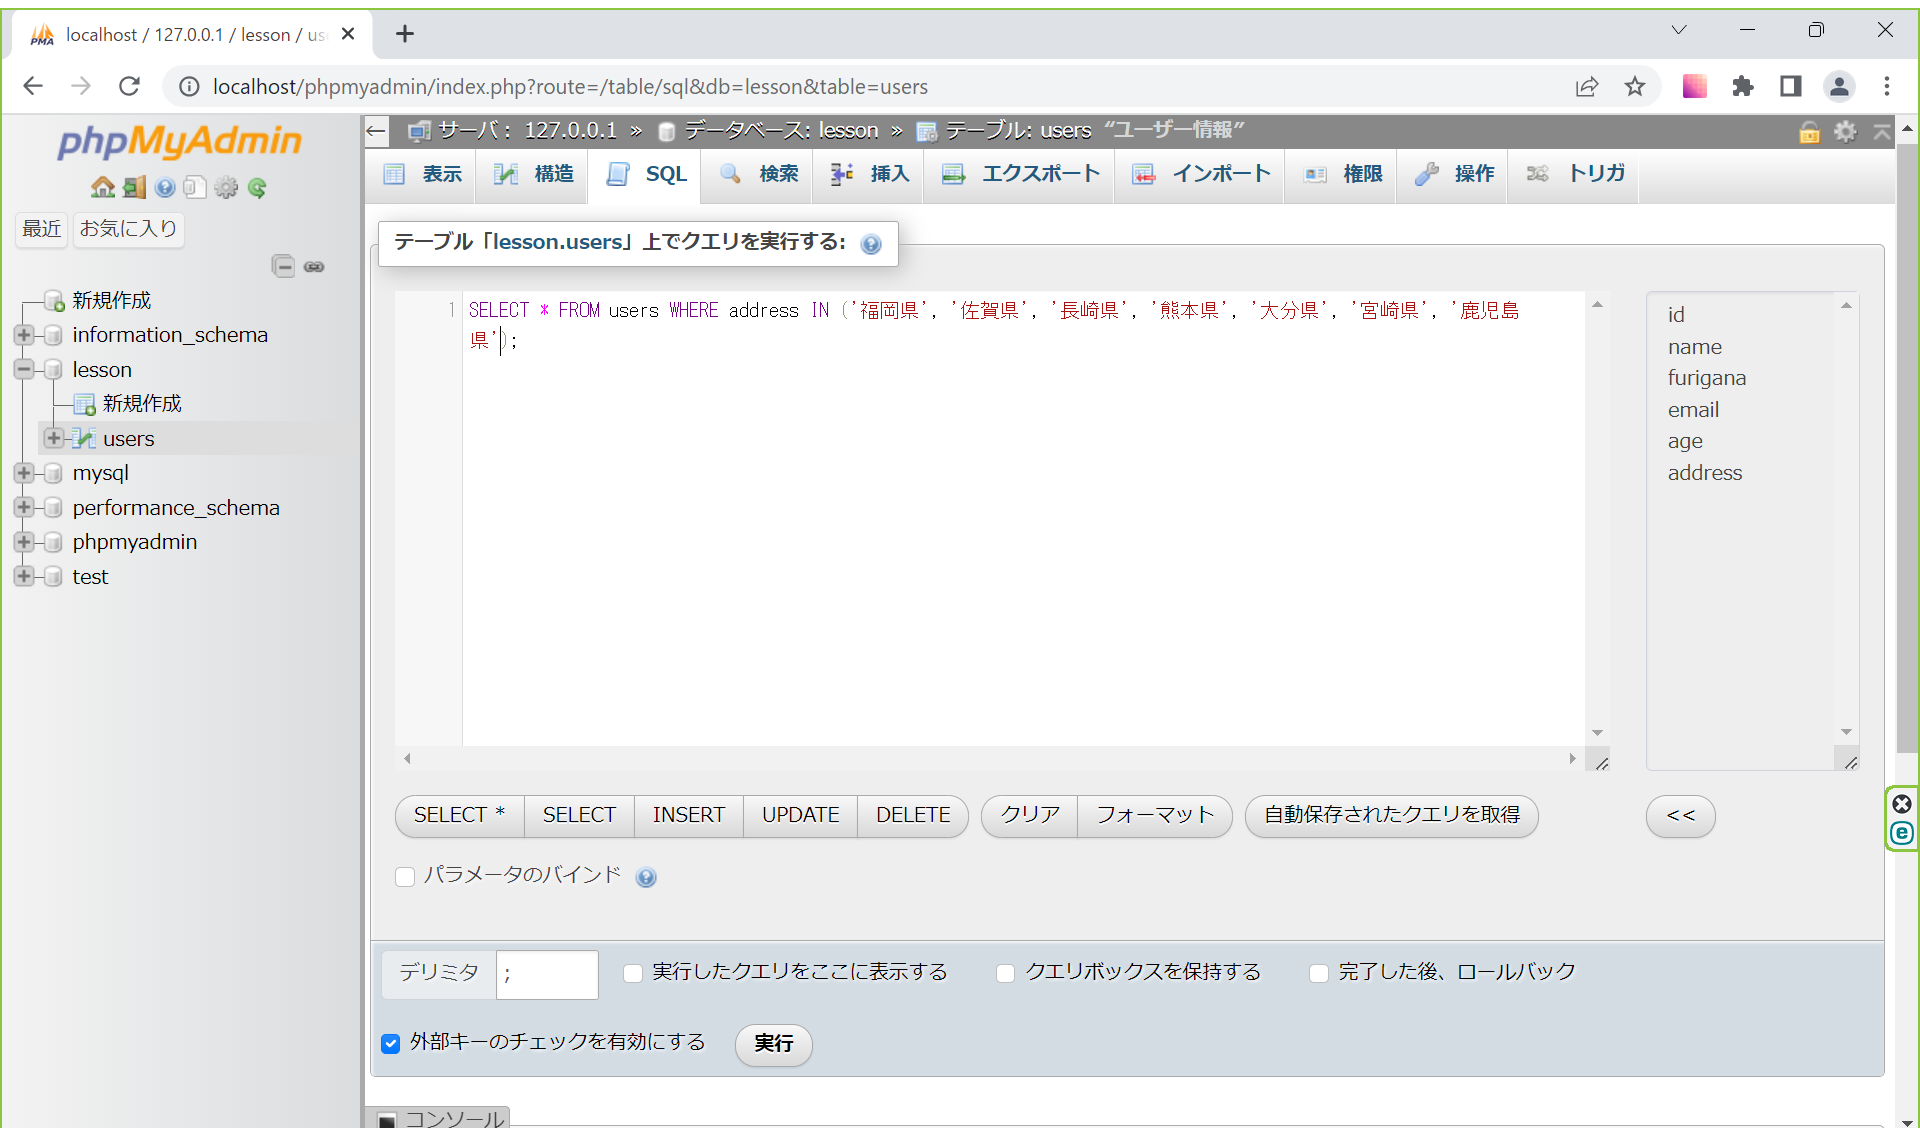 localhost / 127.0.0.1 / lesson / us
localhost/phpmyadmin/index.php?route=/table/sql&db=lesson&table=users
phpMyAdmin
最近 お気に入り
新規作成
information_schema
lesson
新規作成
users
mysql
performance_schema
phpmyadmin
test
サーバ: 127.0.0.1 » データベース: lesson » テーブル: users “ユーザー情報”
表示 構造 SQL 検索 挿入 エクスポート インポート 権限 操作 トリガ
テーブル「lesson.users」上でクエリを実行する:
1 SELECT * FROM users WHERE address IN ('福岡県', '佐賀県', '長崎県', '熊本県', '大分県', '宮崎県', '鹿児島
県');
id
name
furigana
email
age
address
SELECT * SELECT INSERT UPDATE DELETE クリア フォーマット 自動保存されたクエリを取得 <<
パラメータのバインド
デリミタ ; 実行したクエリをここに表示する クエリボックスを保持する 完了した後、ロールバック
外部キーのチェックを有効にする 実行
コンソール